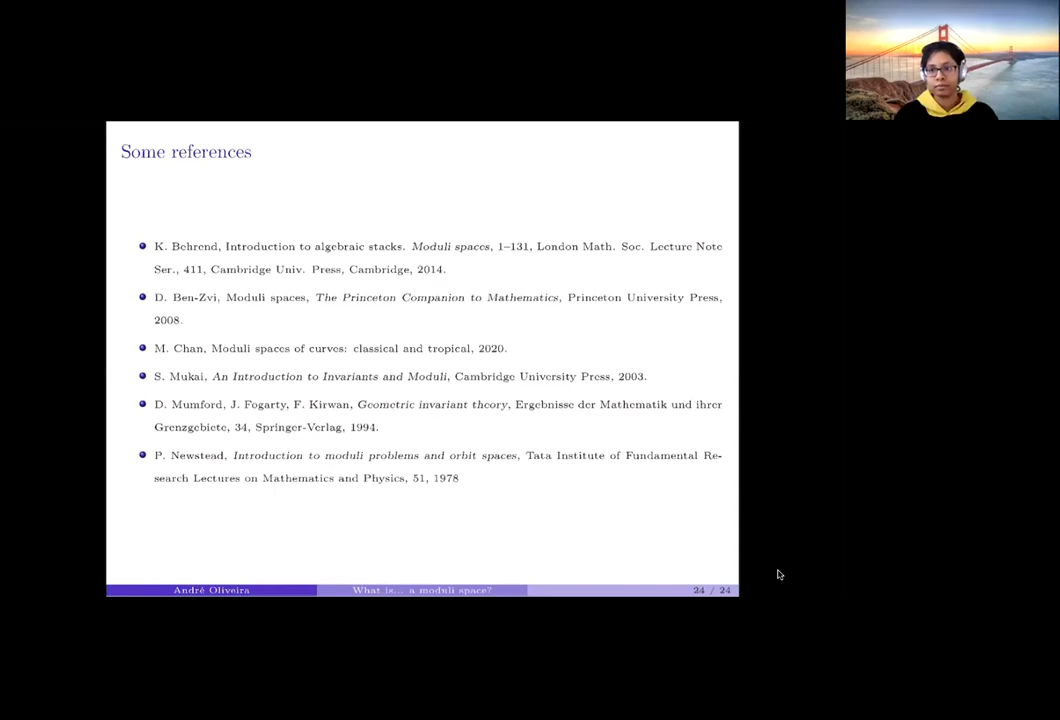 Some references
K. Behrend, Introduction to algebraic stacks. Moduli spaces, 1–131, London Math. Soc. Lecture Note
Ser., 411, Cambridge Univ. Press, Cambridge, 2014.
D. Ben-Zvi, Moduli spaces, The Princeton Companion to Mathematics, Princeton University Press,
2008.
M. Chan, Moduli spaces of curves: classical and tropical, 2020.
S. Mukai, An Introduction to Invariants and Moduli, Cambridge University Press, 2003.
D. Mumford, J. Fogarty, F. Kirwan, Geometric invariant theory, Ergebnisse der Mathematik und ihrer
Grenzgebiete, 34, Springer-Verlag, 1994.
P. Newstead, Introduction to moduli problems and orbit spaces, Tata Institute of Fundamental Re-
search Lectures on Mathematics and Physics, 51, 1978
André Oliveira What is... a moduli space? 24 / 24